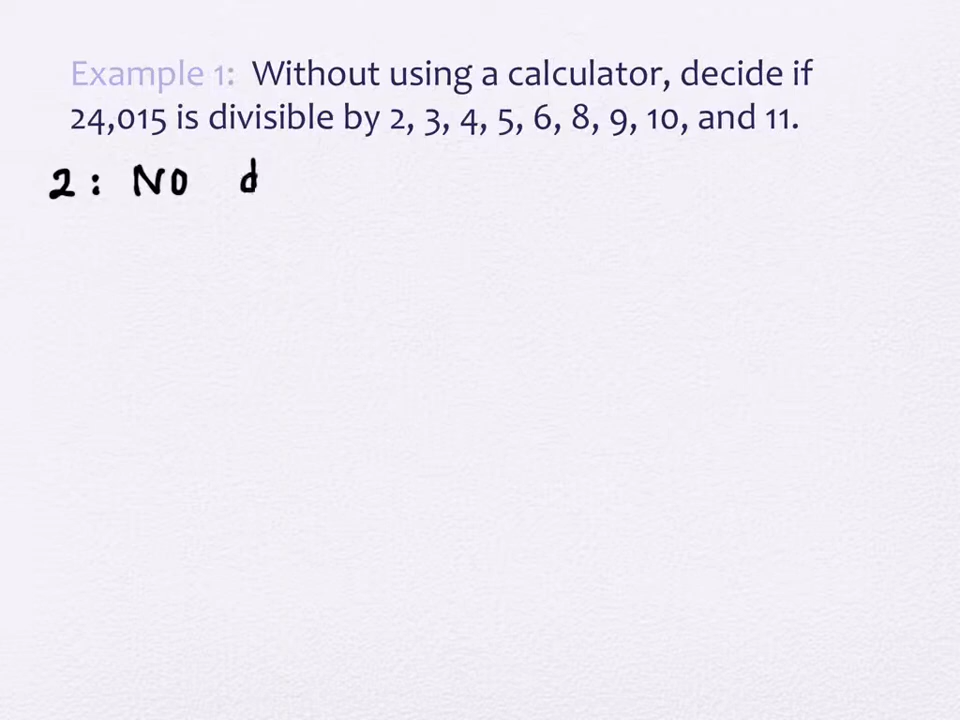 Example 1: Without using a calculator, decide if
24,015 is divisible by 2, 3, 4, 5, 6, 8, 9, 10, and 11.
2: NO d